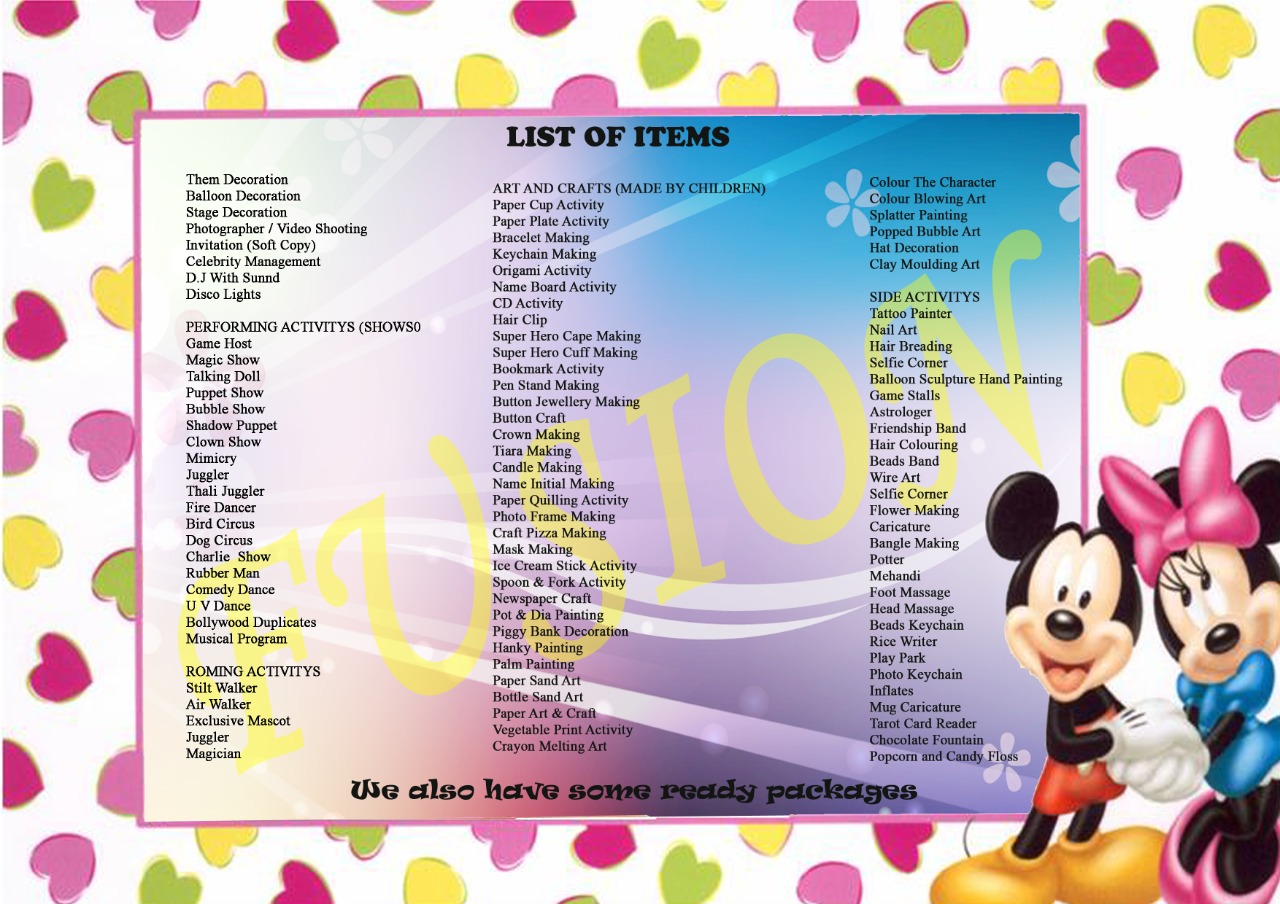 LIST OF ITEMS
Them Decoration
Balloon Decoration
Stage Decoration
Photographer / Video Shooting
Invitation (Soft Copy)
Celebrity Management
D.J With Sunnd
Disco Lights
PERFORMING ACTIVITYS (SHOWS0
Game Host
Magic Show
Talking Doll
Puppet Show
Bubble Show
Shadow Puppet
Clown Show
Mimicry
Juggler
Thali Juggler
Fire Dancer
Bird Circus
Dog Circus
Charlie Show
Rubber Man
Comedy Dance
U V Dance
Bollywood Duplicates
Musical Program
ROMING ACTIVITYS
Stilt Walker
Air Walker
Exclusive Mascot
Juggler
Magician
ART AND CRAFTS (MADE BY CHILDREN)
Paper Cup Activity
Paper Plate Activity
Bracelet Making
Keychain Making
Origami Activity
Name Board Activity
CD Activity
Hair Clip
Super Hero Cape Making
Super Hero Cuff Making
Bookmark Activity
Pen Stand Making
Button Jewellery Making
Button Craft
Crown Making
Tiara Making
Candle Making
Name Initial Making
Paper Quilling Activity
Photo Frame Making
Craft Pizza Making
Mask Making
Ice Cream Stick Activity
Spoon & Fork Activity
Newspaper Craft
Pot & Dia Painting
Piggy Bank Decoration
Hanky Painting
Palm Painting
Paper Sand Art
Bottle Sand Art
Paper Art & Craft
Vegetable Print Activity
Crayon Melting Art
Colour The Character
Colour Blowing Art
Splatter Painting
Popped Bubble Art
Hat Decoration
Clay Moulding Art
SIDE ACTIVITYS
Tattoo Painter
Nail Art
Hair Breading
Selfie Corner
Balloon Sculpture Hand Painting
Game Stalls
Astrologer
Friendship Band
Hair Colouring
Beads Band
Wire Art
Selfie Corner
Flower Making
Caricature
Bangle Making
Potter
Mehandi
Foot Massage
Head Massage
Beads Keychain
Rice Writer
Play Park
Photo Keychain
Inflates
Mug Caricature
Tarot Card Reader
Chocolate Fountain
Popcorn and Candy Floss
FUSION
We also have some ready packages